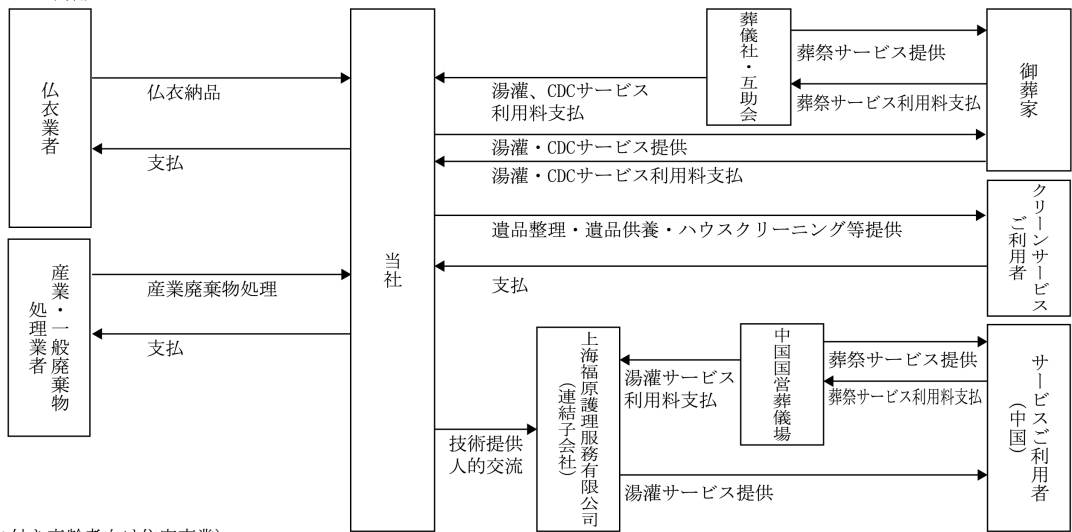 仏衣業者
仏衣納品
支払
産業・一般廃棄物
処理業者
産業廃棄物処理
支払
当社
葬儀社・互助会
御葬家
葬祭サービス提供
葬祭サービス利用料支払
湯灌、CDCサービス
利用料支払
湯灌・CDCサービス提供
湯灌・CDCサービス利用料支払
クリーンサービス
ご利用者
遺品整理・遺品供養・ハウスクリーニング等提供
支払
技術提供
人的交流
上海福原護理服務有限公司
(連結子会社)
湯灌サービス
利用料支払
中国国営葬儀場
葬祭サービス提供
葬祭サービス利用料支払
湯灌サービス提供
サービスご利用者
(中国)